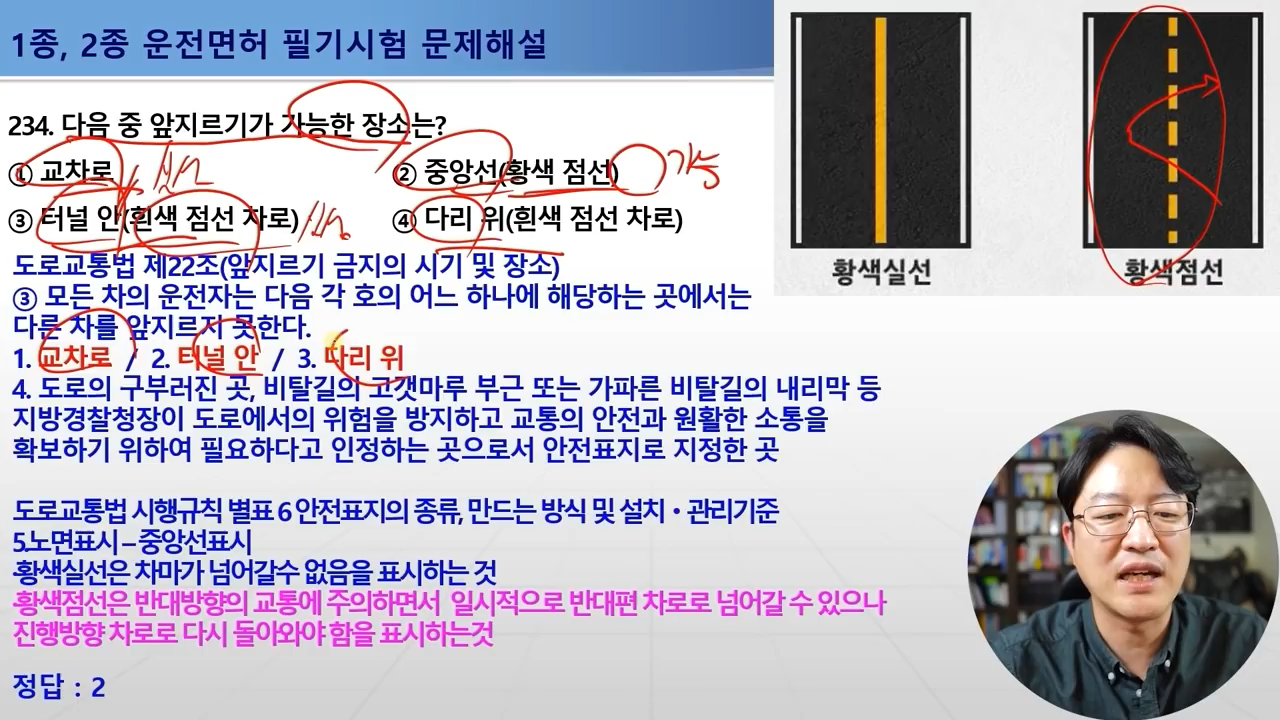 1종, 2종 운전면허 필기시험 문제해설
234. 다음 중 앞지르기가 가능한 장소는?
① 교차로 ② 중앙선(황색 점선) 가능
③ 터널 안(흰색 점선 차로) ④ 다리 위(흰색 점선 차로)
도로교통법 제22조(앞지르기 금지의 시기 및 장소)
③ 모든 차의 운전자는 다음 각 호의 어느 하나에 해당하는 곳에서는
다른 차를 앞지르지 못한다.
1. 교차로 / 2. 터널 안 / 3. 다리 위
4. 도로의 구부러진 곳, 비탈길의 고갯마루 부근 또는 가파른 비탈길의 내리막 등
지방경찰청장이 도로에서의 위험을 방지하고 교통의 안전과 원활한 소통을
확보하기 위하여 필요하다고 인정하는 곳으로서 안전표지로 지정한 곳
도로교통법 시행규칙 별표 6 안전표지의 종류, 만드는 방식 및 설치・관리기준
5.노면표시 – 중앙선표시
황색실선은 차마가 넘어갈수 없음을 표시하는 것
황색점선은 반대방향의 교통에 주의하면서 일시적으로 반대편 차로로 넘어갈 수 있으나
진행방향 차로로 다시 돌아와야 함을 표시하는것
정답 : 2
황색실선
황색점선